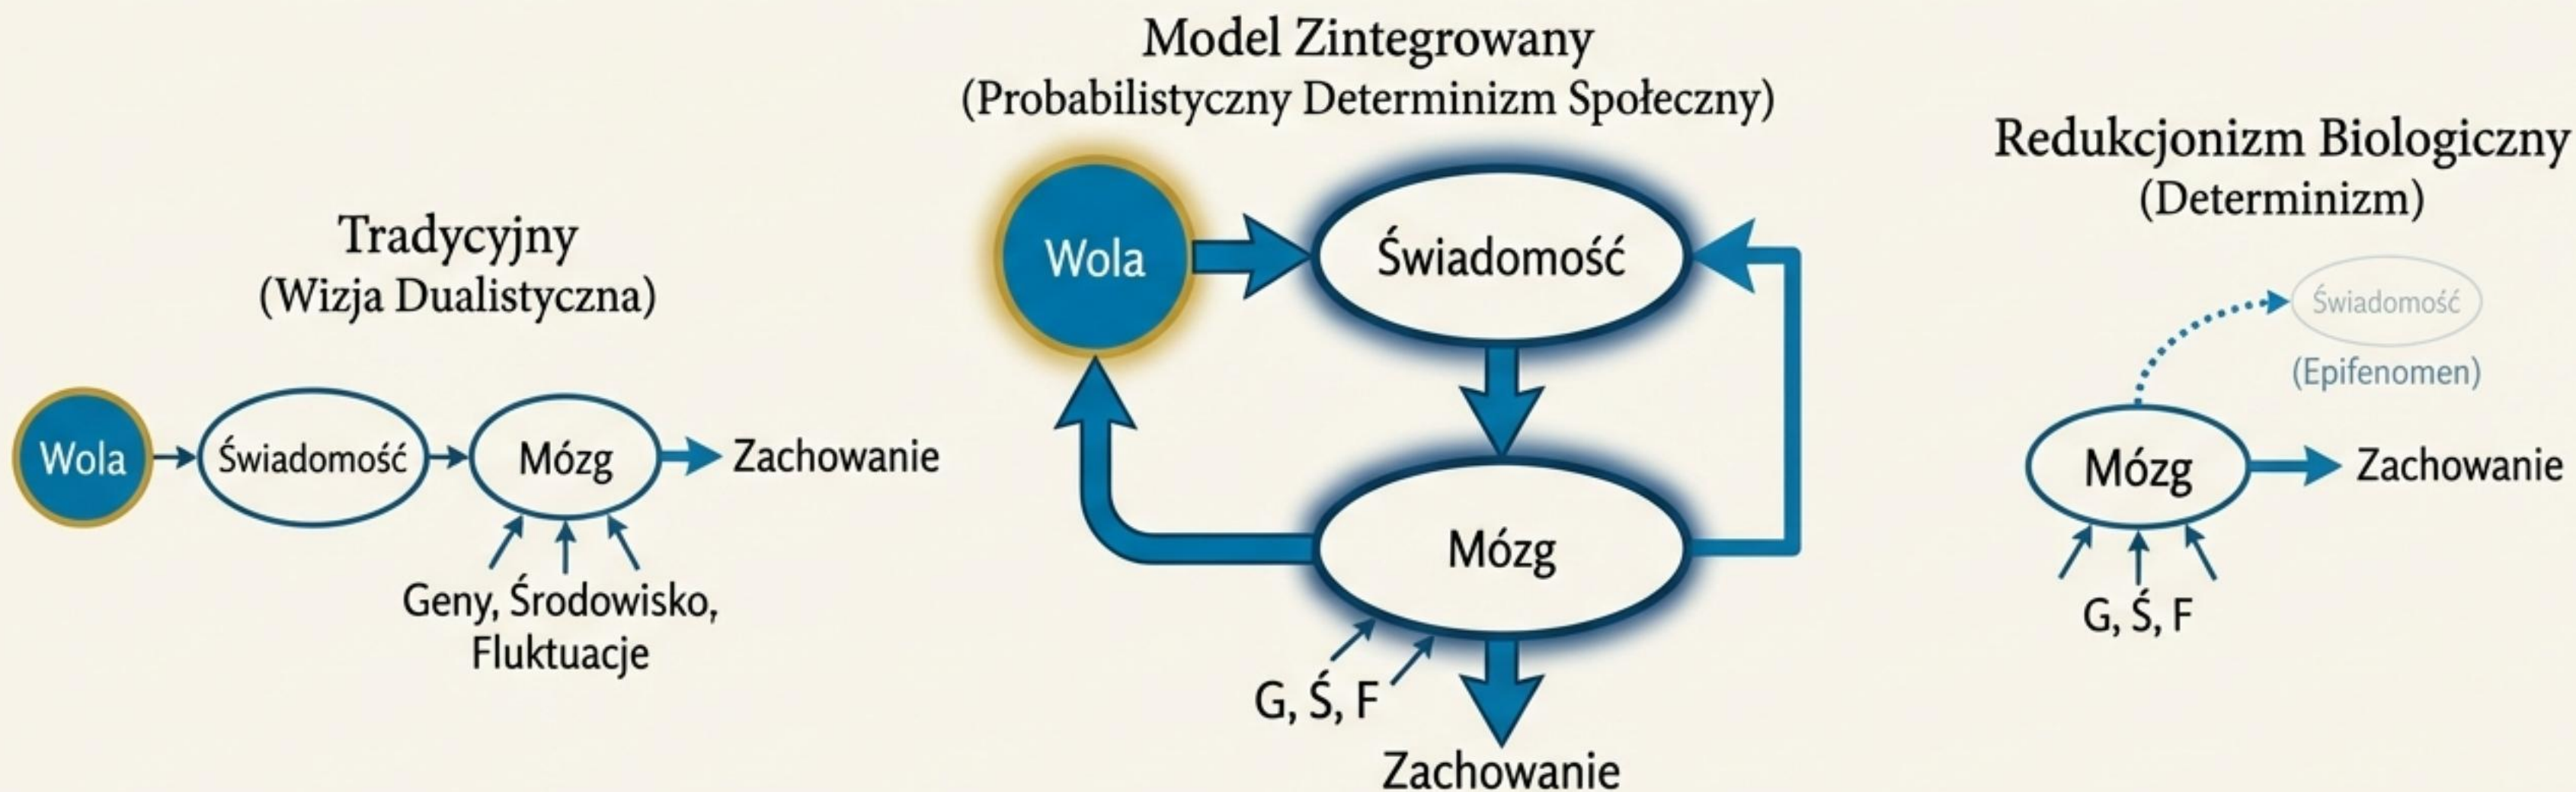 Tradycyjny
(Wizja Dualistyczna)
Wola
Świadomość
Mózg
Zachowanie
Geny, Środowisko,
Fluktuacje
Model Zintegrowany
(Probabilistyczny Determinizm Społeczny)
Wola
Świadomość
Mózg
G, Ś, F
Zachowanie
Redukcjonizm Biologiczny
(Determinizm)
Świadomość
(Epifenomen)
Mózg
Zachowanie
G, Ś, F